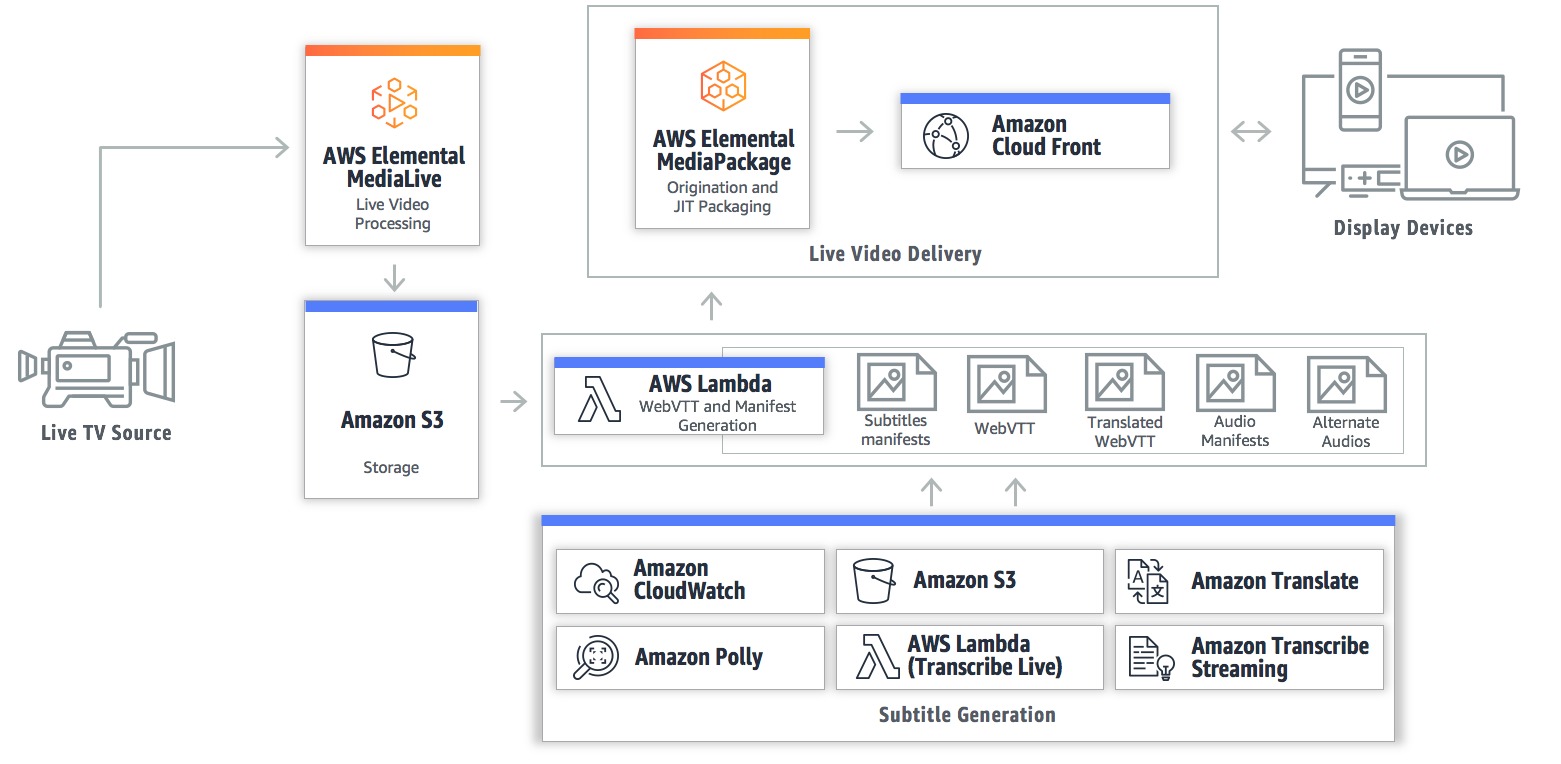 AWS Elemental
MediaLive
Live Video
Processing
AWS Elemental
MediaPackage
Origination and
JIT Packaging
Amazon
Cloud Front
Live Video Delivery
Display Devices
Live TV Source
Amazon S3
Storage
AWS Lambda
WebVTT and Manifest
Generation
Subtitles
manifests
WebVTT
Translated
WebVTT
Audio
Manifests
Alternate
Audios
Amazon
CloudWatch
Amazon S3
A
文
Amazon Translate
Amazon Polly
AWS Lambda
(Transcribe Live)
Amazon Transcribe
Streaming
Subtitle Generation